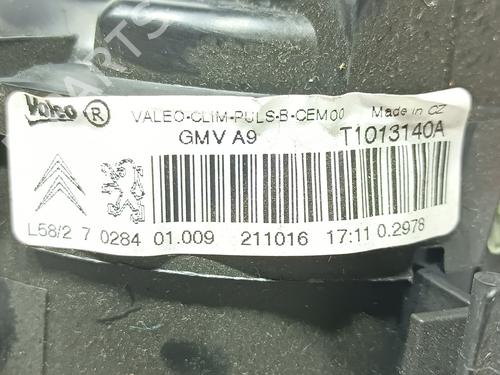 Valeo ® VALEO-CLIM-PULS-B-CEM00 Made in CZ
GMV A9 T1013140A
L58/2 7 0284 01.009 211016 17:11 0.2978